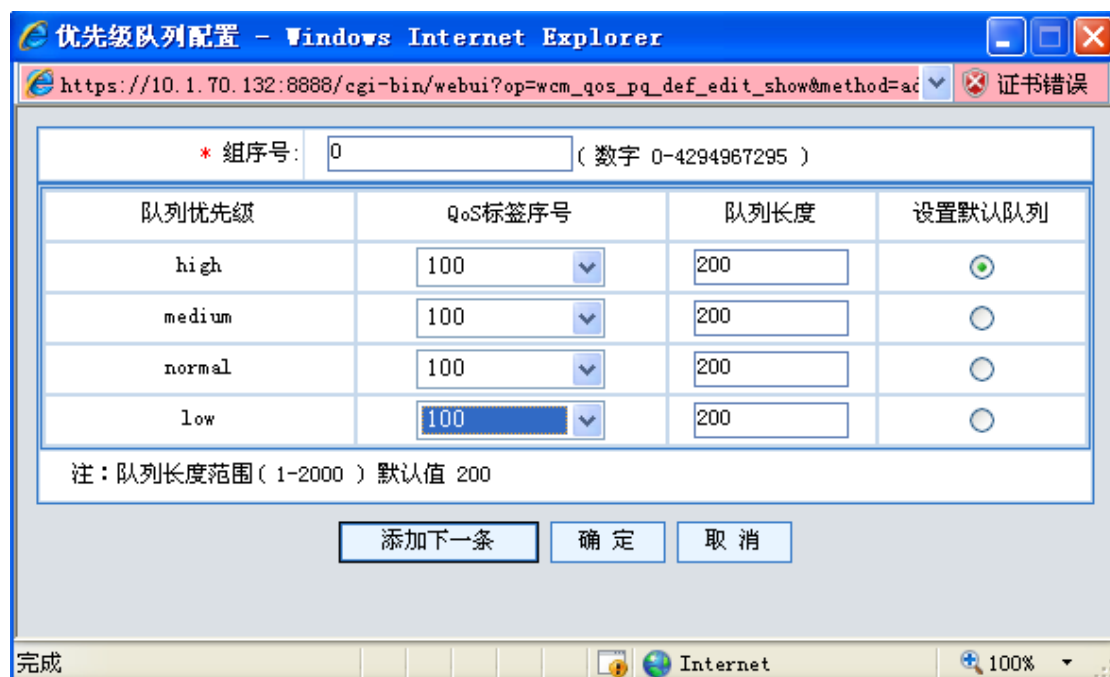 优先级队列配置 - Windows Internet Explorer
https://10.1.70.132:8888/cgi-bin/webui?op=wcm_qos_pq_def_edit_show&method=ad 证书错误
* 组序号: 0 ( 数字 0-4294967295 )
队列优先级 QoS标签序号 队列长度 设置默认队列
high 100 200
medium 100 200
normal 100 200
low 100 200
注：队列长度范围( 1-2000 ) 默认值 200
添加下一条 确 定 取 消
完成 Internet 100%